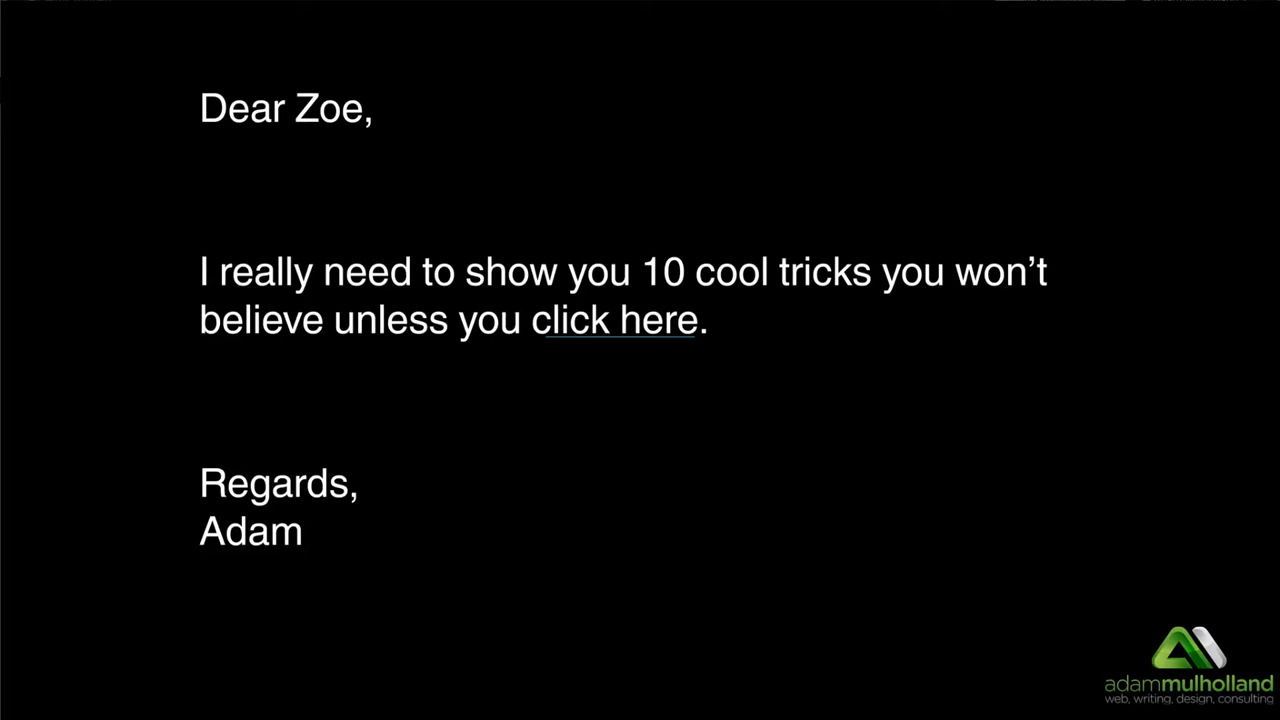 Dear Zoe,
I really need to show you 10 cool tricks you won’t
believe unless you click here.
Regards,
Adam
adammulholland
web, writing, design, consulting